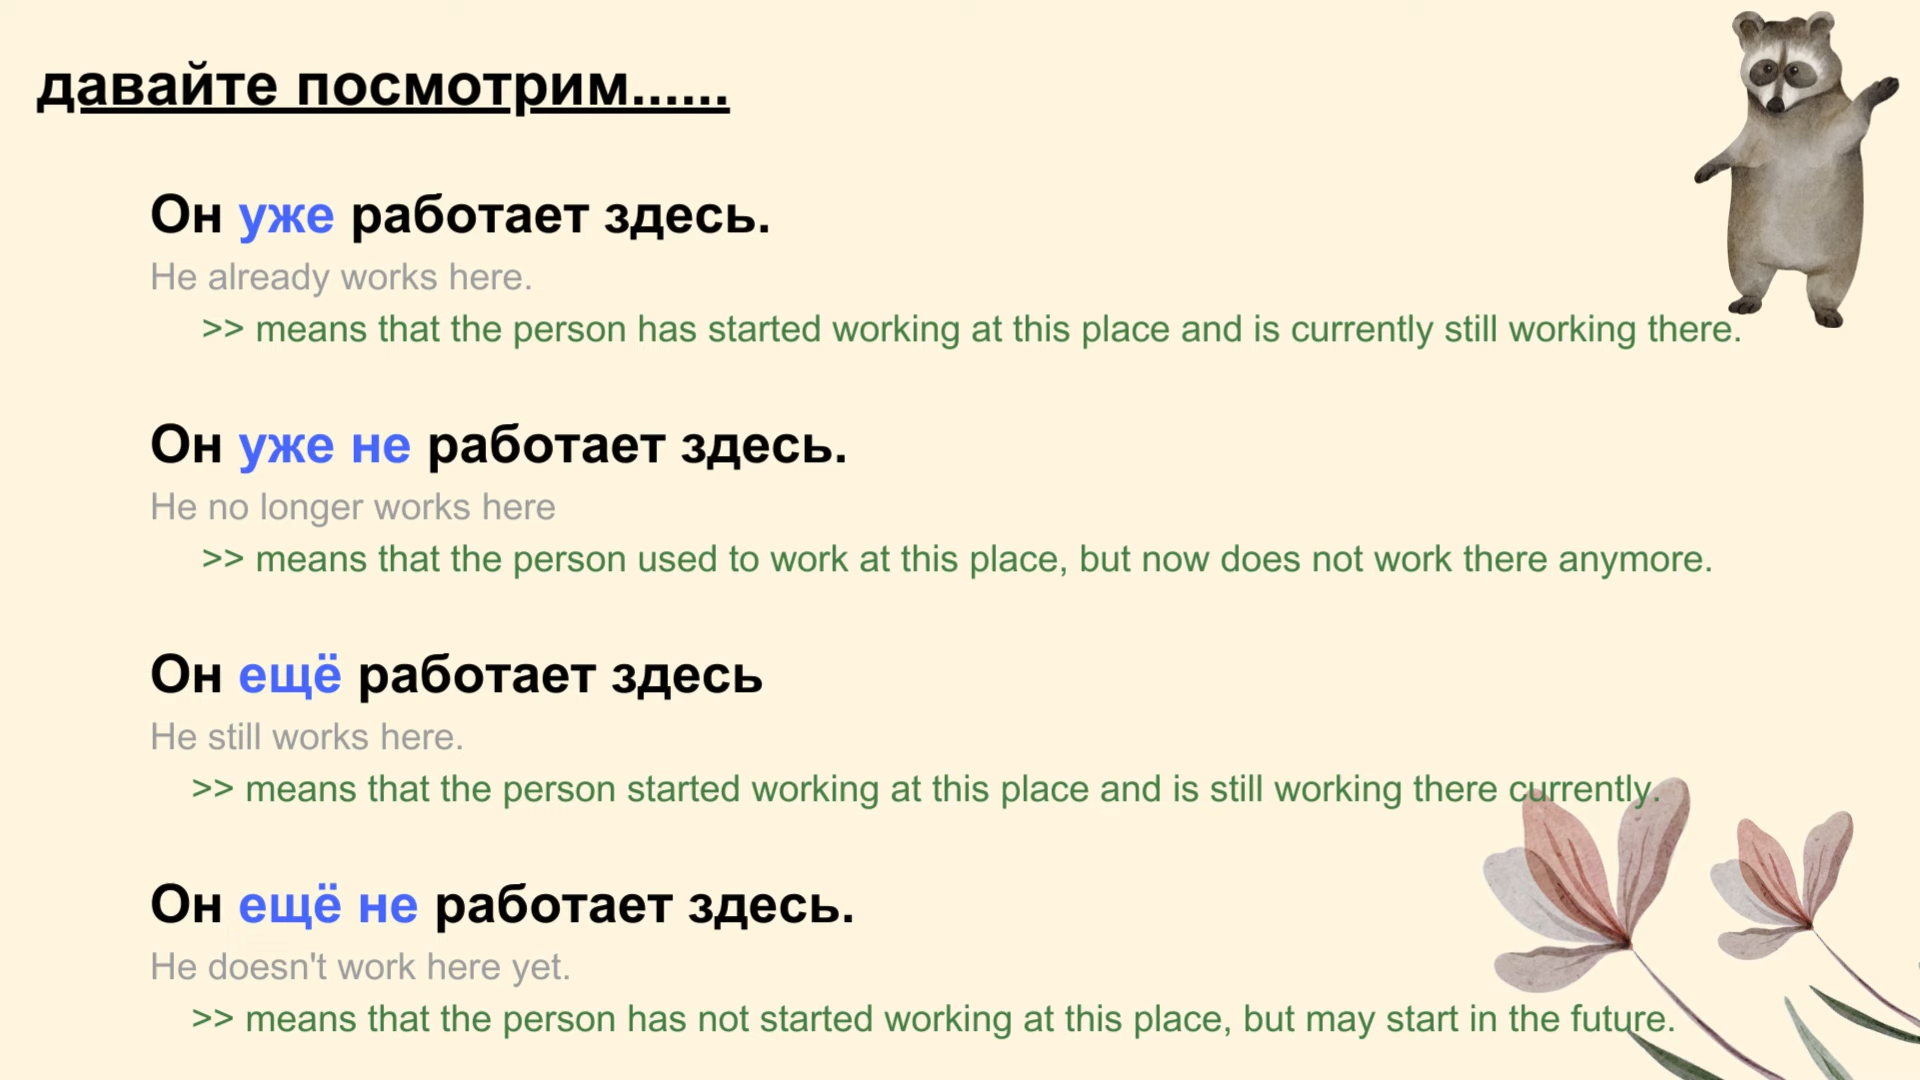 давайте посмотрим......
Он уже работает здесь.
He already works here.
>> means that the person has started working at this place and is currently still working there.
Он уже не работает здесь.
He no longer works here
>> means that the person used to work at this place, but now does not work there anymore.
Он ещё работает здесь
He still works here.
>> means that the person started working at this place and is still working there currently.
Он ещё не работает здесь.
He doesn't work here yet.
>> means that the person has not started working at this place, but may start in the future.